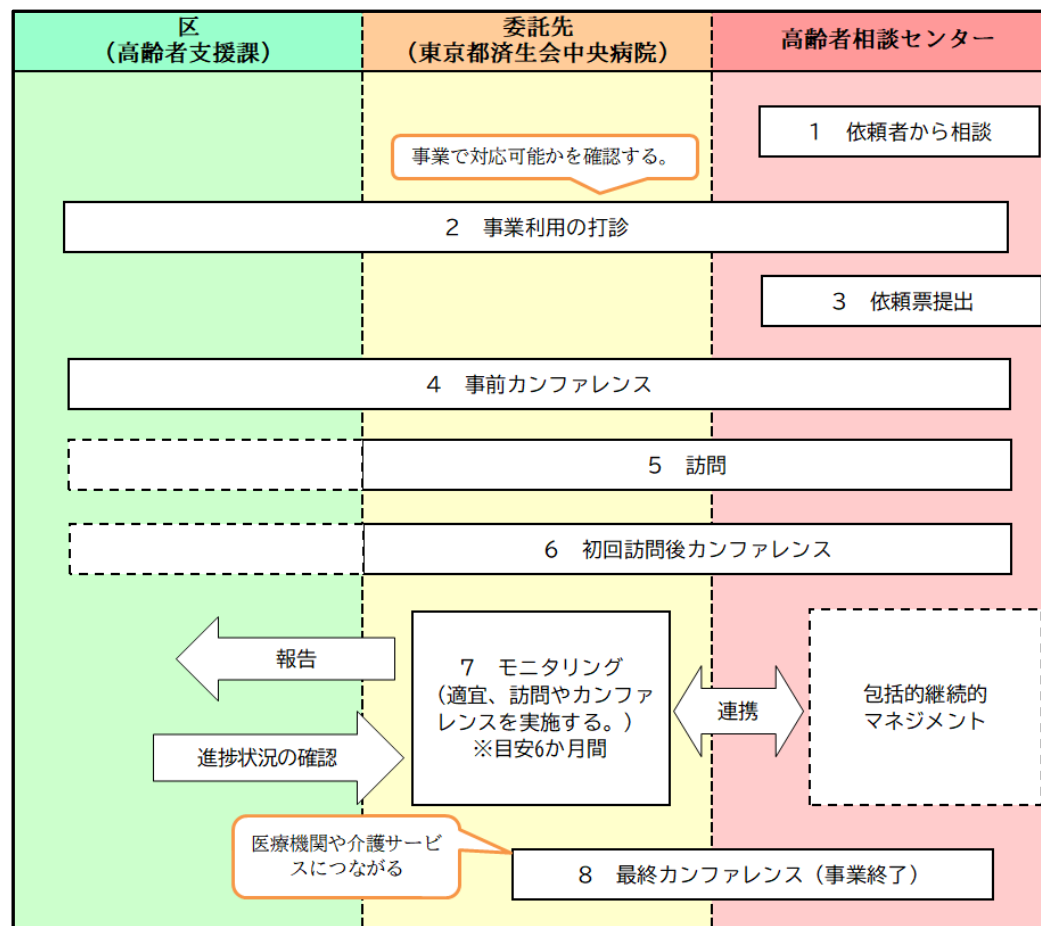 区
（高齢者支援課）
委託先
（東京都済生会中央病院）
高齢者相談センター
1　依頼者から相談
事業で対応可能かを確認する。
2　事業利用の打診
3　依頼票提出
4　事前カンファレンス
5　訪問
6　初回訪問後カンファレンス
報告
7　モニタリング
（適宜、訪問やカンファ
レンスを実施する。）
※目安6か月間
連携
包括的継続的
マネジメント
進捗状況の確認
医療機関や介護サービ
スにつながる
8　最終カンファレンス（事業終了）